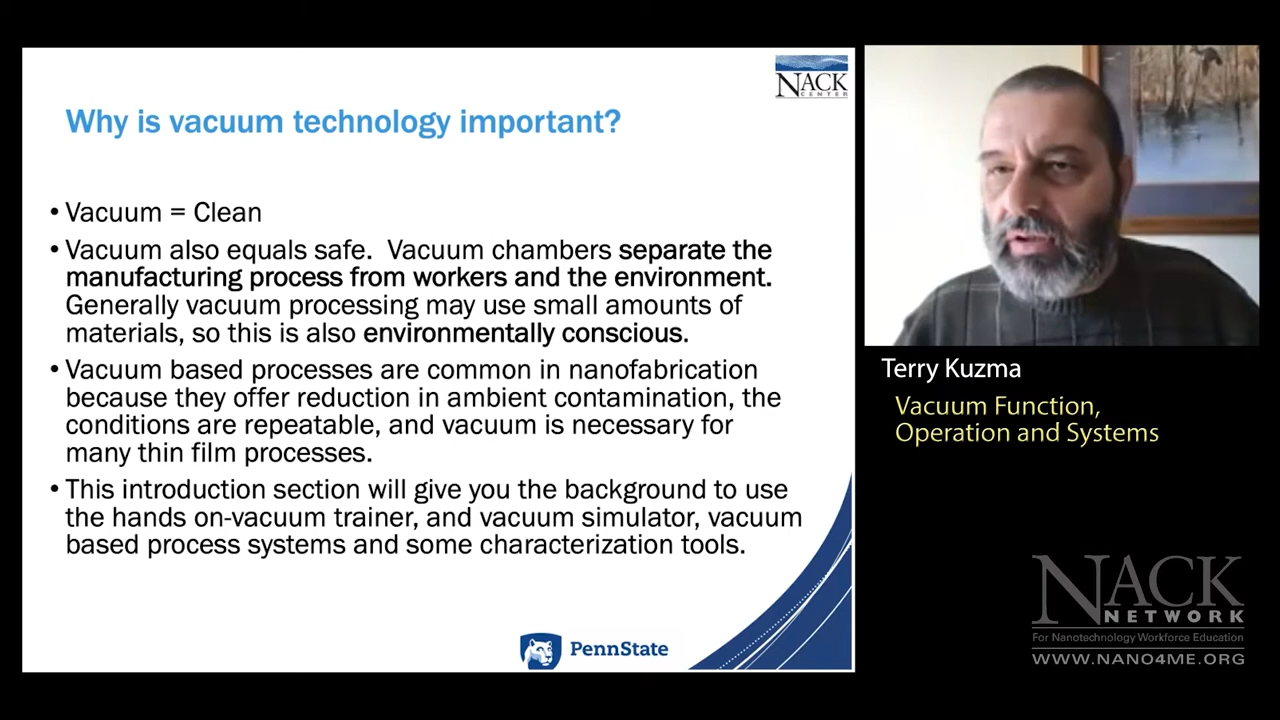 NACK
CENTER
Why is vacuum technology important?
• Vacuum = Clean
• Vacuum also equals safe.  Vacuum chambers separate the
manufacturing process from workers and the environment.
Generally vacuum processing may use small amounts of
materials, so this is also environmentally conscious.
• Vacuum based processes are common in nanofabrication
because they offer reduction in ambient contamination, the
conditions are repeatable, and vacuum is necessary for
many thin film processes.
• This introduction section will give you the background to use
the hands on-vacuum trainer, and vacuum simulator, vacuum
based process systems and some characterization tools.
PennState
Terry Kuzma
Vacuum Function,
Operation and Systems
NACK
NETWORK
For Nanotechnology Workforce Education
WWW.NANO4ME.ORG